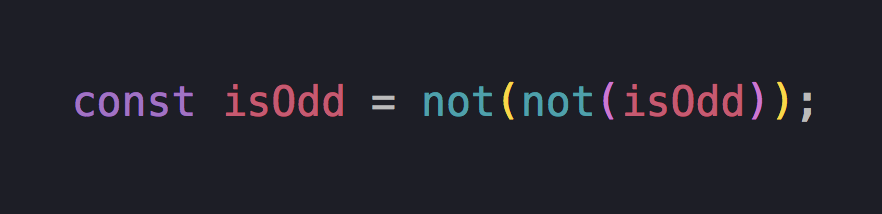 const isOdd = not(not(isOdd));